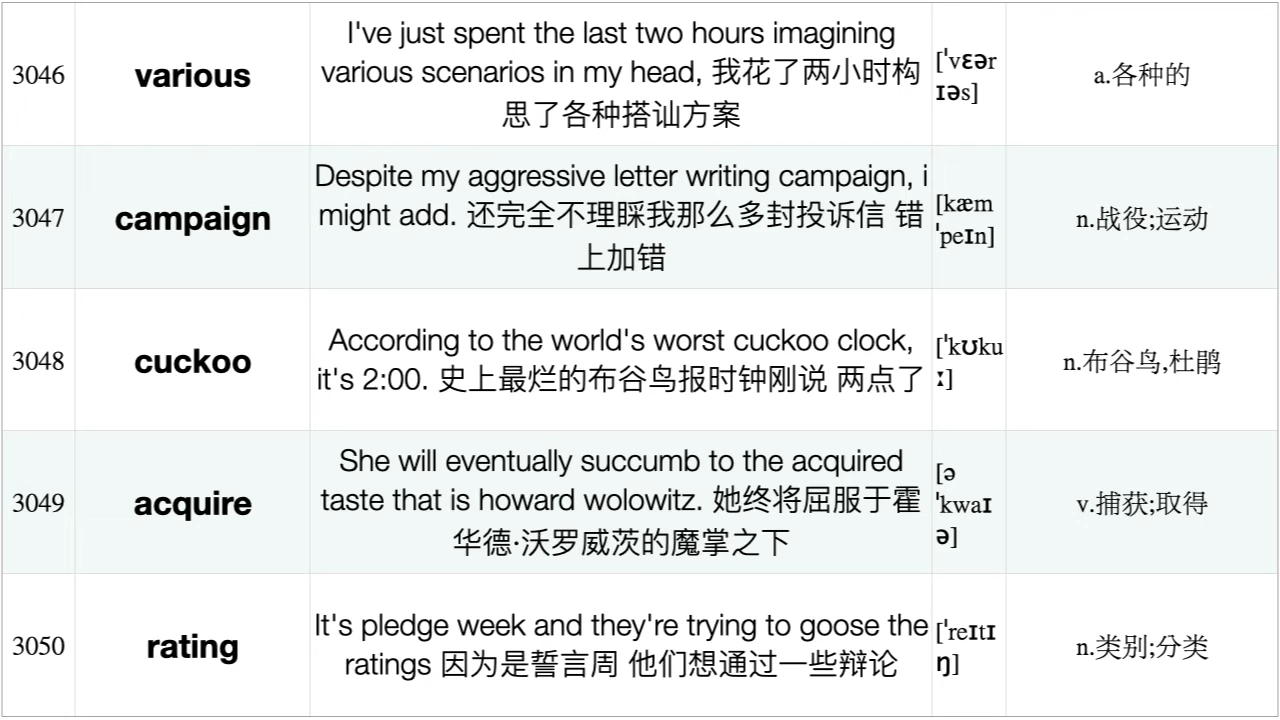 I've just spent the last two hours imagining
3046 various various scenarios in my head, 我花了两小时构 ['vɛər ɪəs] a.各种的
思了各种搭讪方案
Despite my aggressive letter writing campaign, i
3047 campaign might add. 还完全不理睬我那么多封投诉信 错 [kæm 'peɪn] n.战役;运动
上加错
3048 cuckoo According to the world's worst cuckoo clock, ['kʊku ː] n.布谷鸟,杜鹃
it's 2:00. 史上最烂的布谷鸟报时钟刚说 两点了
She will eventually succumb to the acquired
3049 acquire taste that is howard wolowitz. 她终将屈服于霍 [ə 'kwaɪ ə] v.捕获;取得
华德·沃罗威茨的魔掌之下
3050 rating It's pledge week and they're trying to goose the ['reɪtɪ ŋ] n.类别;分类
ratings 因为是誓言周 他们想通过一些辩论